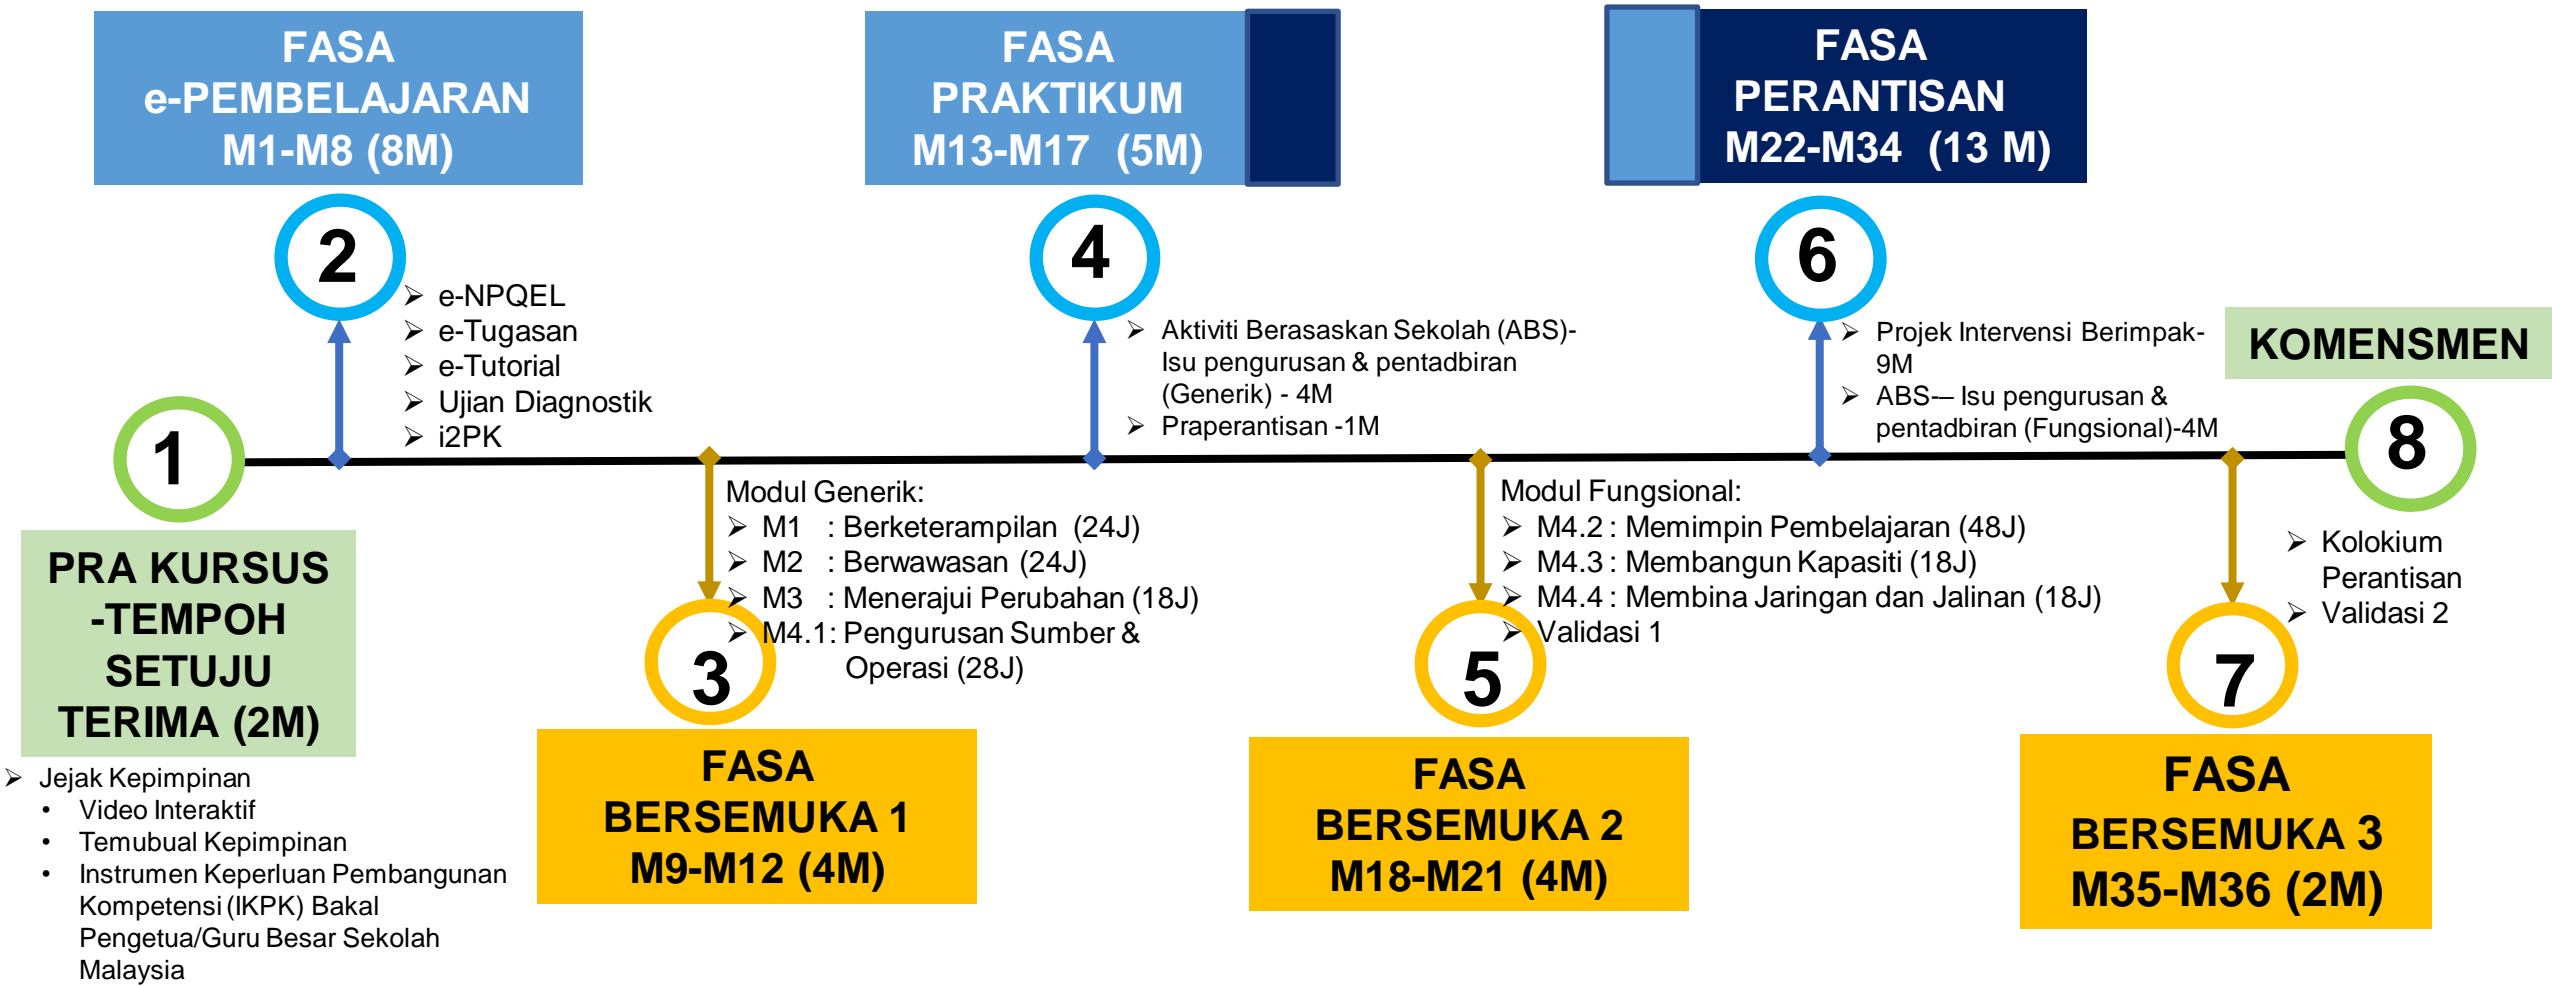 FASA
e-PEMBELAJARAN
M1-M8 (8M)
2
➢ e-NPQEL
➢ e-Tugasan
➢ e-Tutorial
➢ Ujian Diagnostik
➢ i2PK
FASA
PRAKTIKUM
M13-M17 (5M)
4
➢ Aktiviti Berasaskan Sekolah (ABS)-
Isu pengurusan & pentadbiran
(Generik) - 4M
➢ Praperantisan -1M
FASA
PERANTISAN
M22-M34 (13 M)
6
➢ Projek Intervensi Berimpak-
9M
➢ ABS-– Isu pengurusan &
pentadbiran (Fungsional)-4M
KOMENSMEN
8
1
PRA KURSUS
-TEMPOH
SETUJU
TERIMA (2M)
➢ Jejak Kepimpinan
• Video Interaktif
• Temubual Kepimpinan
• Instrumen Keperluan Pembangunan
Kompetensi (IKPK) Bakal
Pengetua/Guru Besar Sekolah
Malaysia
Modul Generik:
➢ M1 : Berketerampilan (24J)
➢ M2 : Berwawasan (24J)
➢ M3 : Menerajui Perubahan (18J)
➢ M4.1: Pengurusan Sumber &
Operasi (28J)
3
FASA
BERSEMUKA 1
M9-M12 (4M)
Modul Fungsional:
➢ M4.2 : Memimpin Pembelajaran (48J)
➢ M4.3 : Membangun Kapasiti (18J)
➢ M4.4 : Membina Jaringan dan Jalinan (18J)
➢ Validasi 1
5
FASA
BERSEMUKA 2
M18-M21 (4M)
➢ Kolokium
Perantisan
➢ Validasi 2
7
FASA
BERSEMUKA 3
M35-M36 (2M)